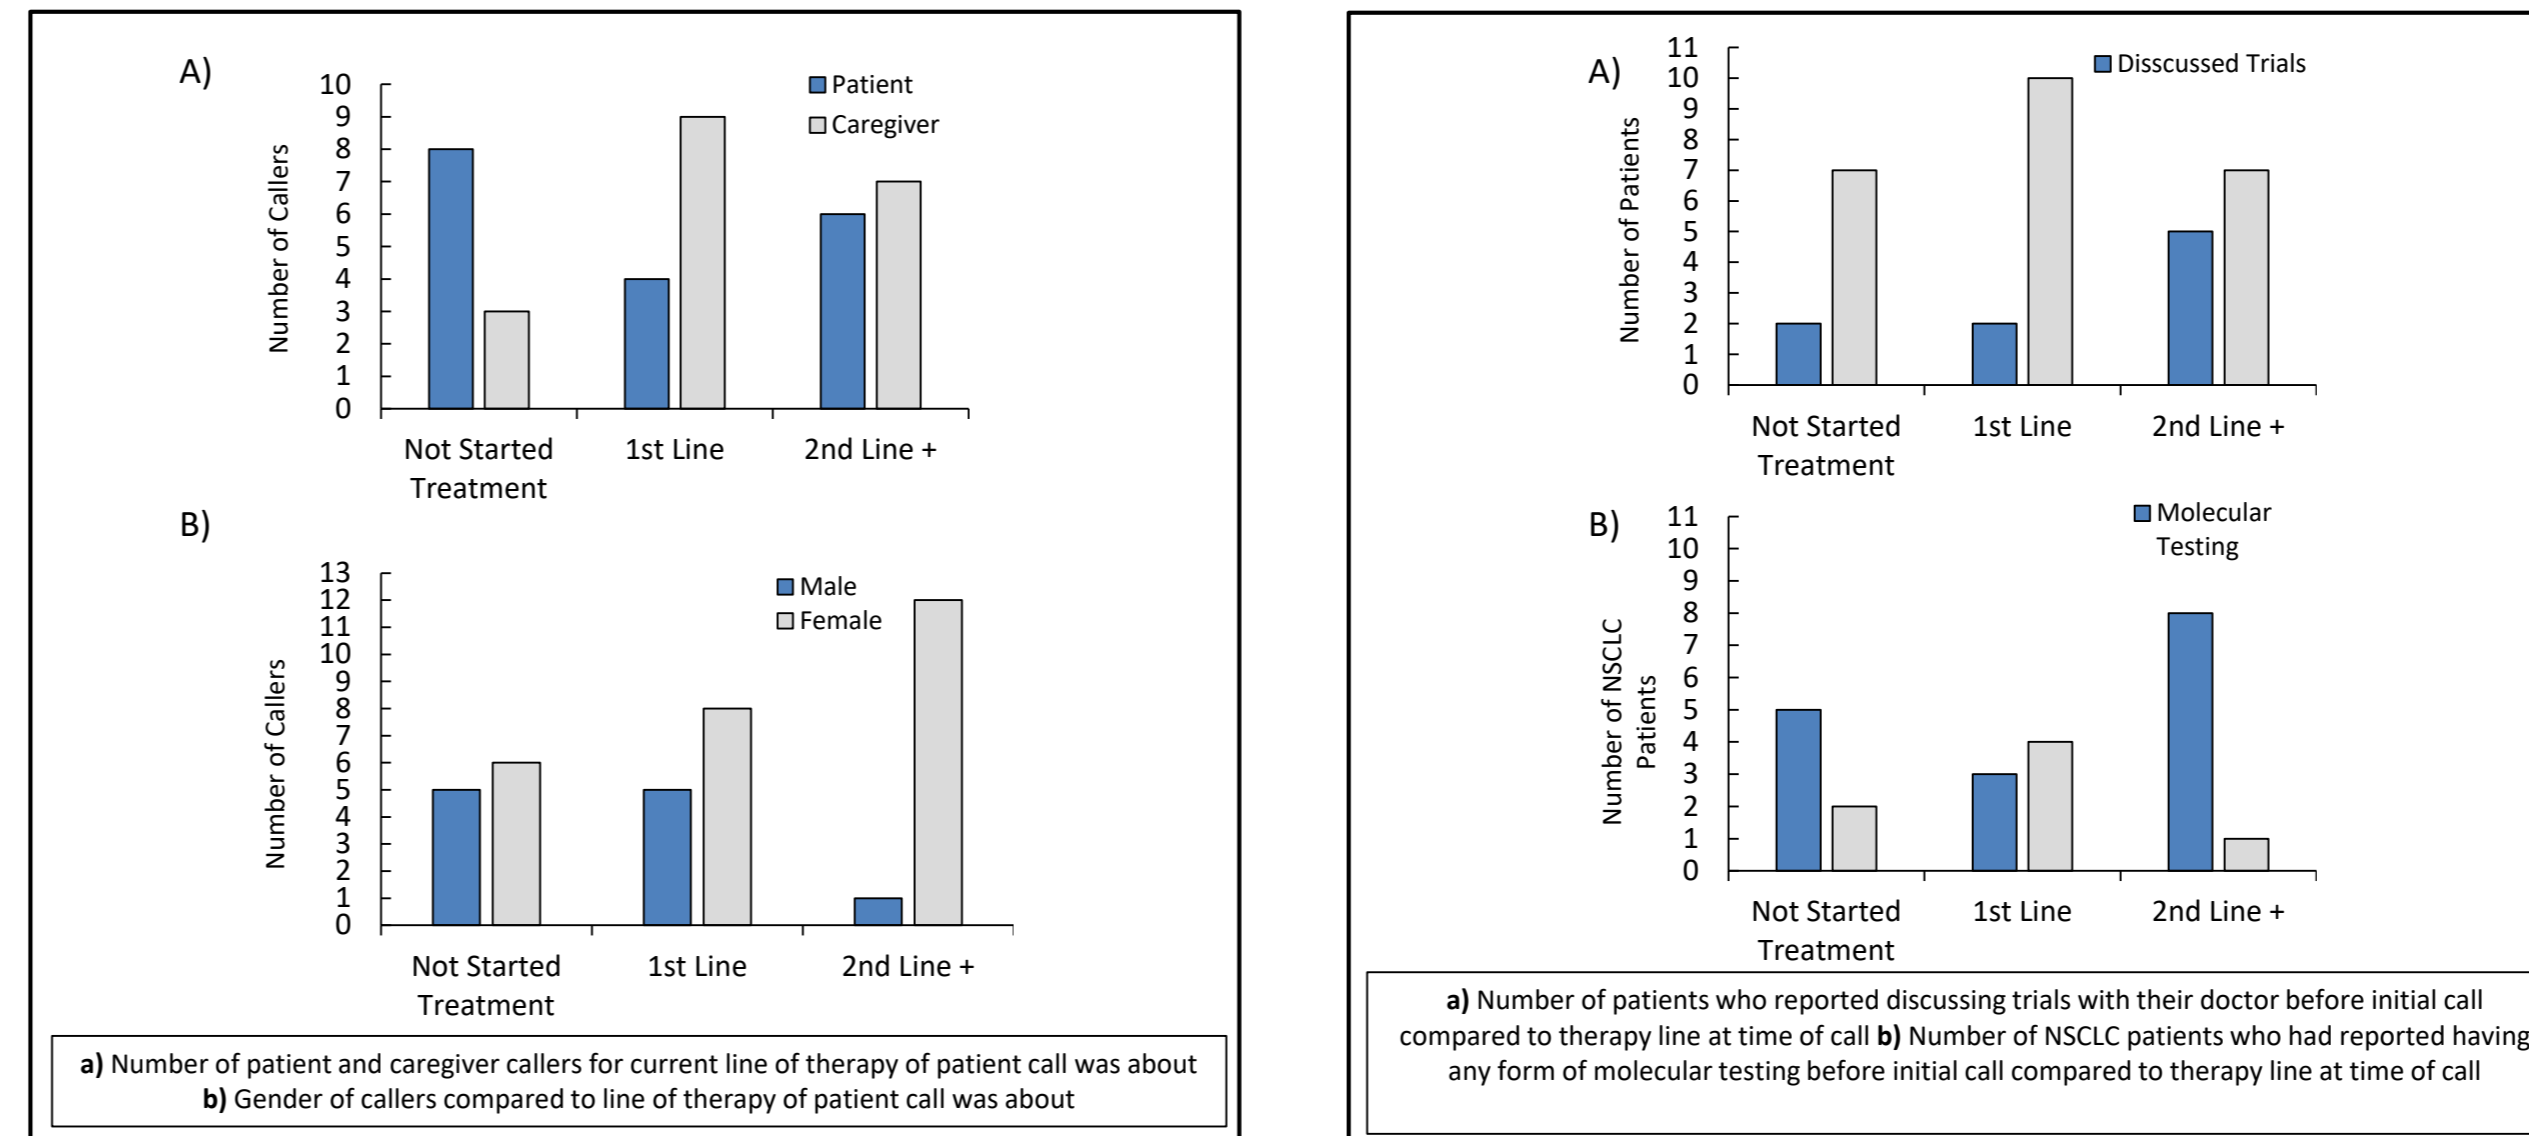 A)
Number of Callers
10
9
8
7
6
5
4
3
2
1
0
Patient
Caregiver
Not Started
Treatment
1st Line
2nd Line +
B)
Number of Callers
13
12
11
10
9
8
7
6
5
4
3
2
1
0
Male
Female
Not Started
Treatment
1st Line
2nd Line +
a) Number of patient and caregiver callers for current line of therapy of patient call was about
b) Gender of callers compared to line of therapy of patient call was about
A)
Number of Patients
11
10
9
8
7
6
5
4
3
2
1
0
Disscussed Trials
Not Started
Treatment
1st Line
2nd Line +
B)
Number of NSCLC
Patients
11
10
9
8
7
6
5
4
3
2
1
0
Molecular
Testing
Not Started
Treatment
1st Line
2nd Line +
a) Number of patients who reported discussing trials with their doctor before initial call
compared to therapy line at time of call b) Number of NSCLC patients who had reported having
any form of molecular testing before initial call compared to therapy line at time of call